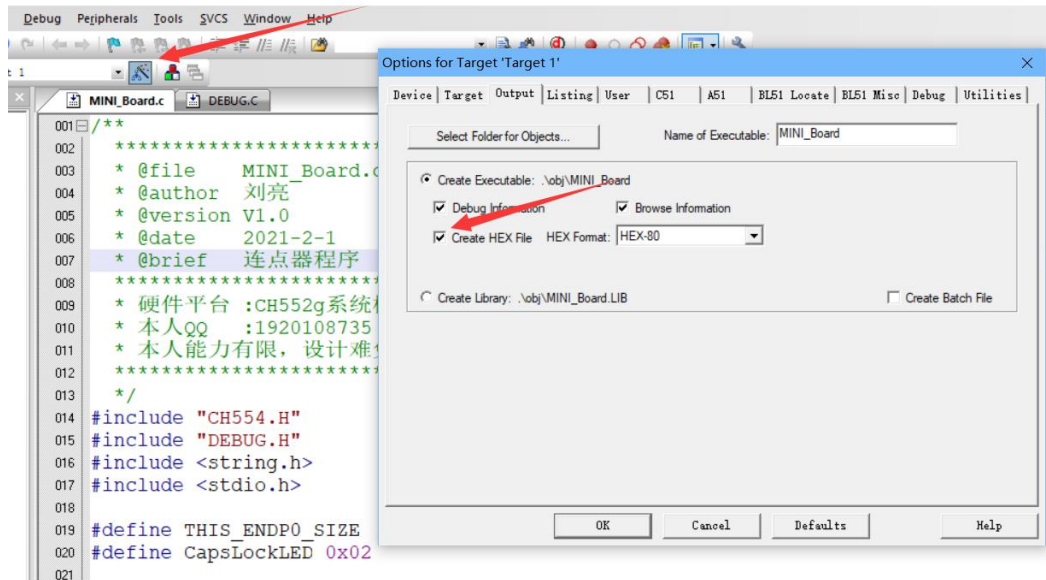 Debug Peripherals Tools SVCS Window Help
t 1
MINI_Board.c DEBUG.C
001 /**
002 ***********************
003 * @file MINI_Board.c
004 * @author 刘亮
005 * @version V1.0
006 * @date 2021-2-1
007 * @brief 连点器程序
008 ***********************
009 * 硬件平台 :CH552g系统
010 * 本人QQ :1920108735
011 * 本人能力有限，设计难
012 ***********************
013 */
014 #include "CH554.H"
015 #include "DEBUG.H"
016 #include <string.h>
017 #include <stdio.h>
018
019 #define THIS_ENDP0_SIZE
020 #define CapsLockLED 0x02
021
Options for Target 'Target 1'
Device Target Output Listing User C51 A51 BL51 Locate BL51 Misc Debug Utilities
Select Folder for Objects... Name of Executable: MINI_Board
Create Executable: .\obj\MINI_Board
Debug Information Browse Information
Create HEX File HEX Format: HEX-80
Create Library: .\obj\MINI_Board.LIB Create Batch File
OK Cancel Defaults Help